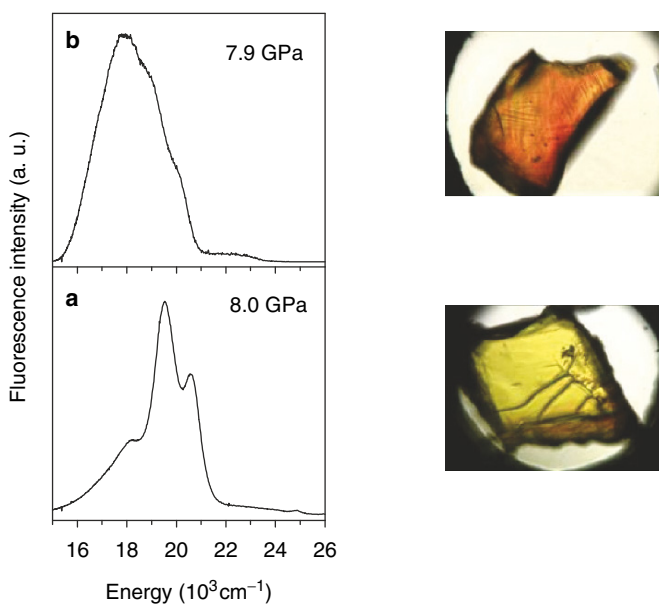 Fluorescence intensity (a. u.)
b
7.9 GPa
a
8.0 GPa
16 18 20 22 24 26
Energy (10³cm⁻¹)